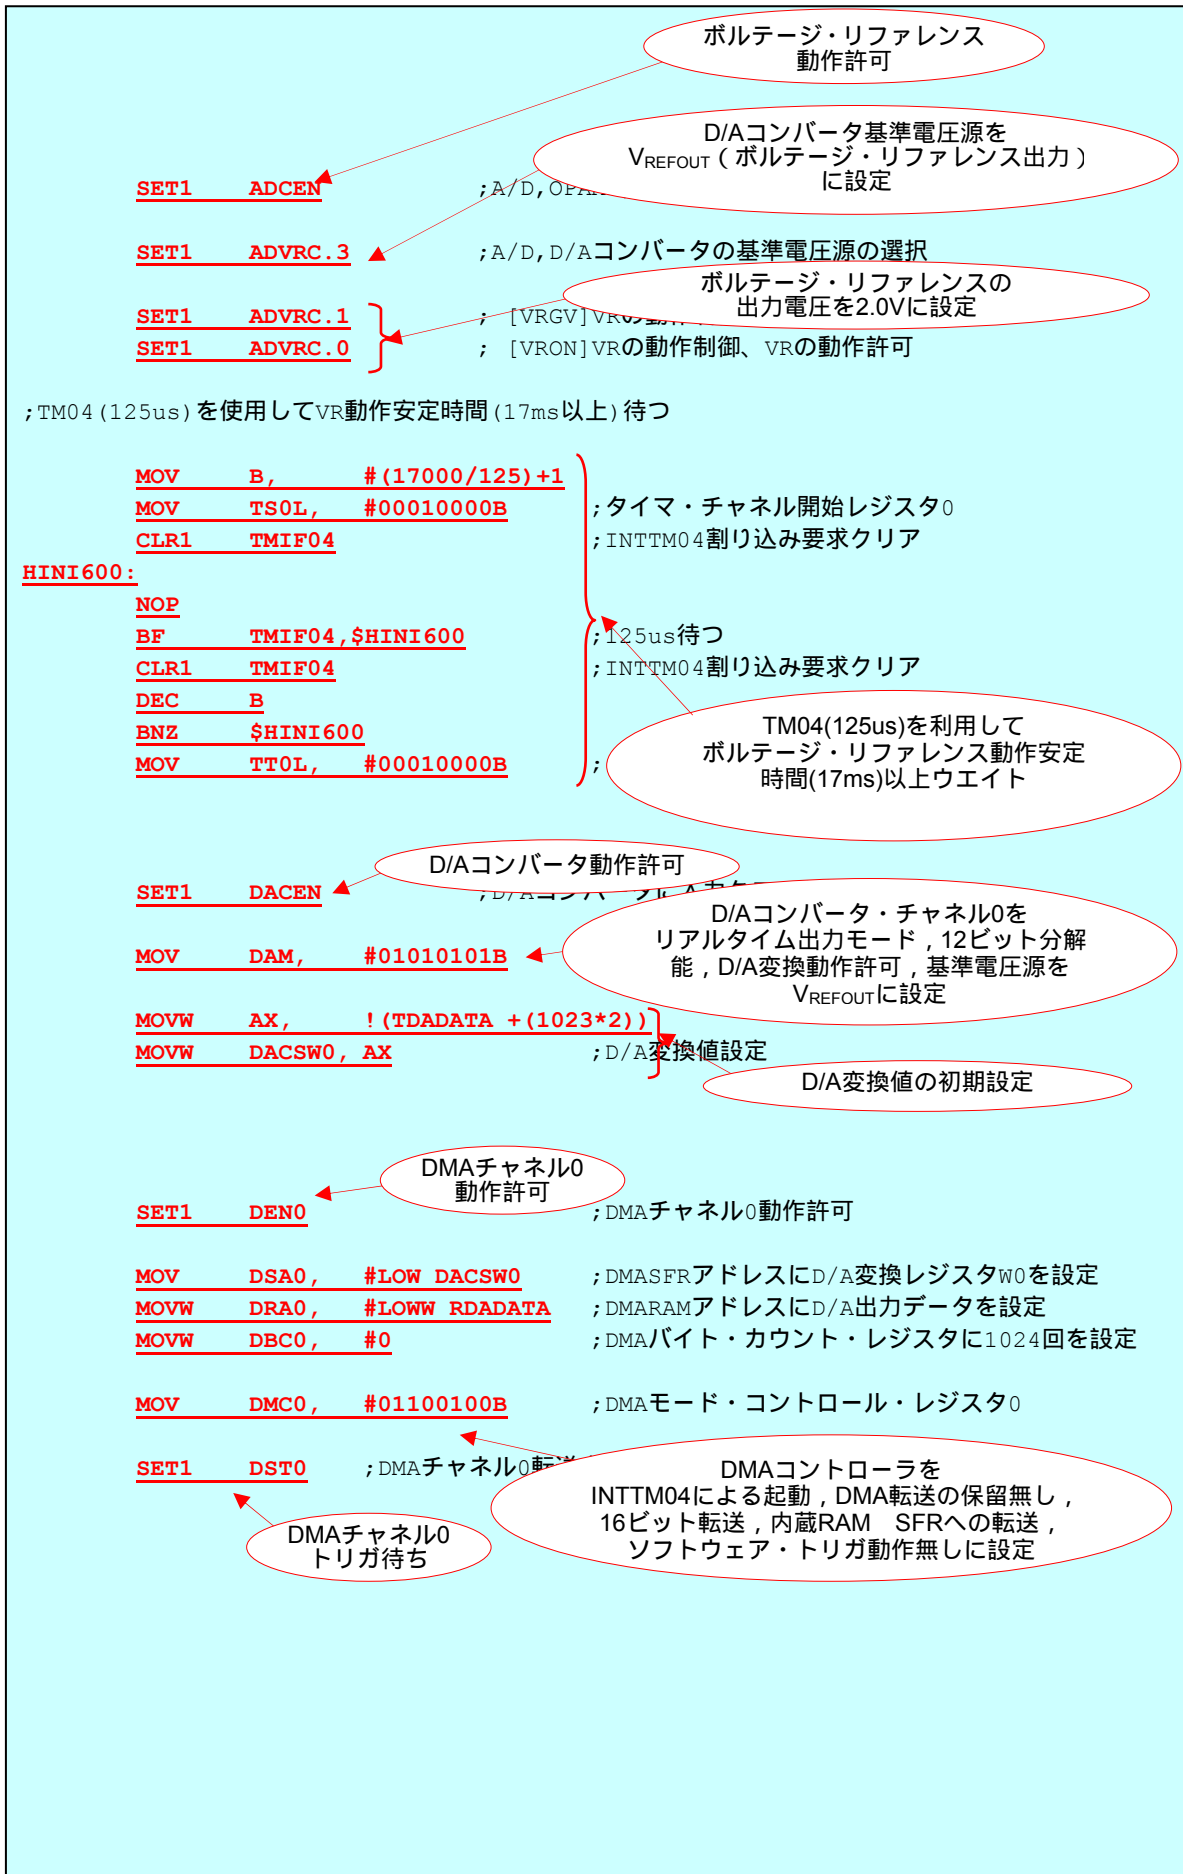 ボルテージ・リファレンス
動作許可
D/Aコンバータ基準電圧源を
VREFOUT(ボルテージ・リファレンス出力)
に設定
SET1 ADCEN ;A/D,OPAM
SET1 ADVRC.3 ;A/D,D/Aコンバータの基準電圧源の選択
ボルテージ・リファレンスの
出力電圧を2.0Vに設定
SET1 ADVRC.1 ; [VRGV]VRの動作
SET1 ADVRC.0 ; [VRON]VRの動作制御、VRの動作許可
;TM04(125us)を使用してVR動作安定時間(17ms以上)待つ
MOV B, #(17000/125)+1
MOV TS0L, #00010000B ;タイマ・チャネル開始レジスタ0
CLR1 TMIF04 ;INTTM04割り込み要求クリア
HINI600:
NOP
BF TMIF04,$HINI600 ;125us待つ
CLR1 TMIF04 ;INTTM04割り込み要求クリア
DEC B
BNZ $HINI600
MOV TT0L, #00010000B ;
TM04(125us)を利用して
ボルテージ・リファレンス動作安定
時間(17ms)以上ウエイト
D/Aコンバータ動作許可
SET1 DACEN ;D/Aコンバータに入力ク
D/Aコンバータ・チャネル0を
リアルタイム出力モード,12ビット分解
能,D/A変換動作許可,基準電圧源を
VREFOUTに設定
MOV DAM, #01010101B
MOVW AX, !(TDADATA +(1023*2))
MOVW DACSW0, AX ;D/A変換値設定
D/A変換値の初期設定
DMAチャネル0
動作許可
SET1 DEN0 ;DMAチャネル0動作許可
MOV DSA0, #LOW DACSW0 ;DMASFRアドレスにD/A変換レジスタW0を設定
MOVW DRA0, #LOWW RDADATA ;DMARAMアドレスにD/A出力データを設定
MOVW DBC0, #0 ;DMAバイト・カウント・レジスタに1024回を設定
MOV DMC0, #01100100B ;DMAモード・コントロール・レジスタ0
SET1 DST0 ;DMAチャネル0転送
DMAコントローラを
INTTM04による起動,DMA転送の保留無し,
16ビット転送,内蔵RAM SFRへの転送,
ソフトウェア・トリガ動作無しに設定
DMAチャネル0
トリガ待ち